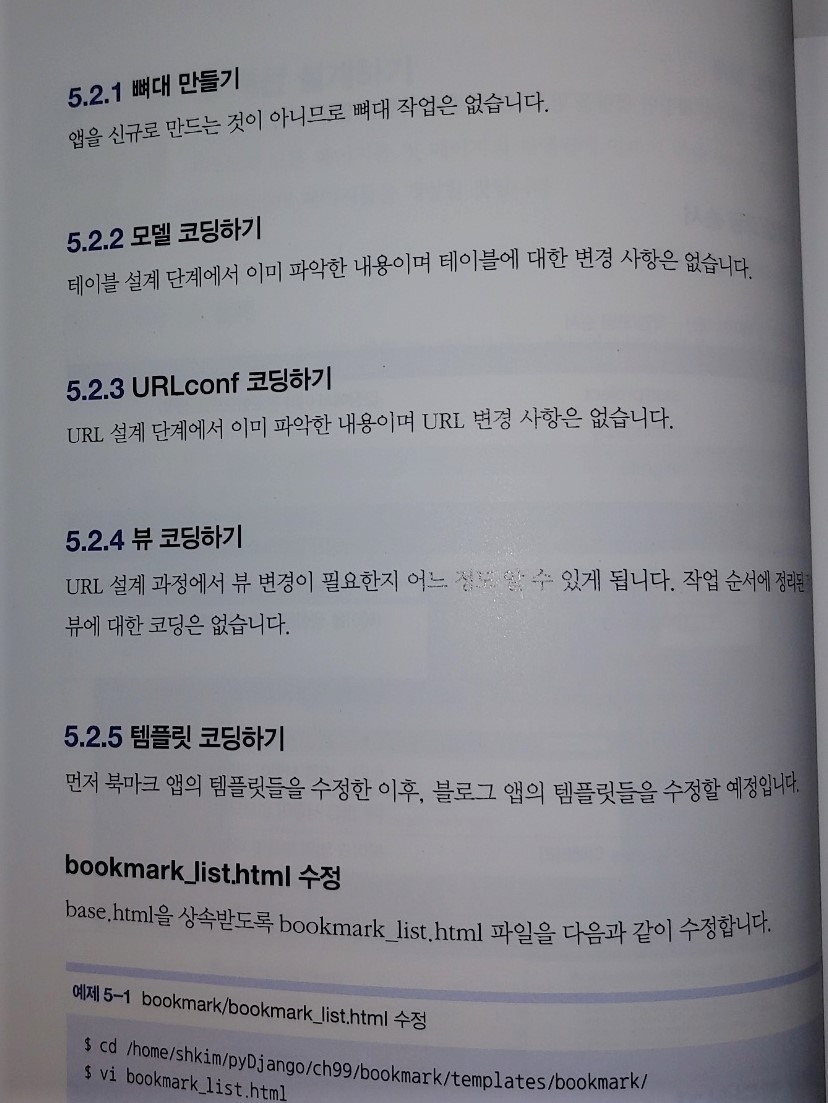 5.2.1 뼈대 만들기
앱을 신규로 만드는 것이 아니므로 뼈대 작업은 없습니다.
5.2.2 모델 코딩하기
테이블 설계 단계에서 이미 파악한 내용이며 테이블에 대한 변경 사항은 없습니다.
5.2.3 URLconf 코딩하기
URL 설계 단계에서 이미 파악한 내용이며 URL 변경 사항은 없습니다.
5.2.4 뷰 코딩하기
URL 설계 과정에서 뷰 변경이 필요한지 어느 정도 알 수 있게 됩니다. 작업 순서에 정리된
뷰에 대한 코딩은 없습니다.
5.2.5 템플릿 코딩하기
먼저 북마크 앱의 템플릿들을 수정한 이후, 블로그 앱의 템플릿들을 수정할 예정입니다.
bookmark_list.html 수정
base.html을 상속받도록 bookmark_list.html 파일을 다음과 같이 수정합니다.
예제 5-1 bookmark/bookmark_list.html 수정
$ cd /home/shkim/pyDjango/ch99/bookmark/templates/bookmark/
$ vi bookmark_list.html